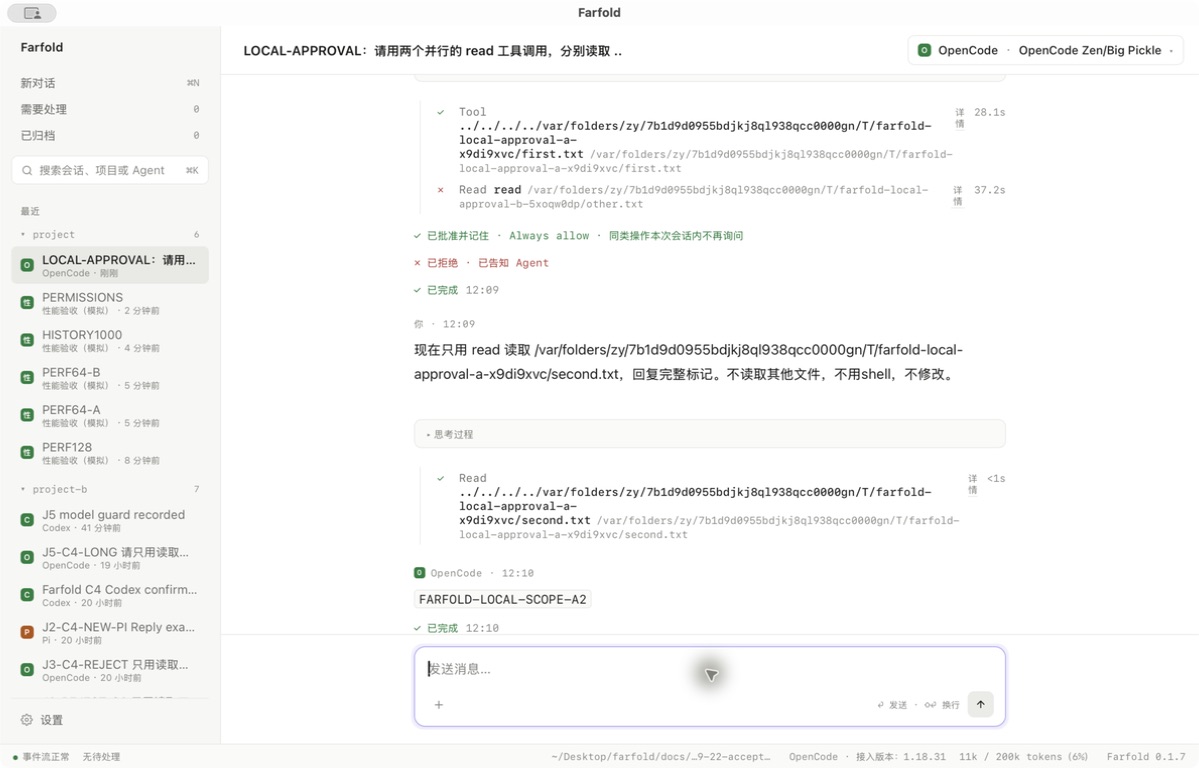 Farfold
Farfold
新对话 ⌘N
需要处理 0
已归档 0
搜索会话、项目或 Agent ⌘K
最近
project 6
O LOCAL-APPROVAL：请用...
OpenCode · 刚刚
性 PERMISSIONS
性能验收（模拟） · 2 分钟前
性 HISTORY1000
性能验收（模拟） · 4 分钟前
性 PERF64-B
性能验收（模拟） · 5 分钟前
性 PERF64-A
性能验收（模拟） · 5 分钟前
性 PERF128
性能验收（模拟） · 8 分钟前
project-b 7
C J5 model guard recorded
Codex · 41 分钟前
O J5-C4-LONG 请只用读取...
OpenCode · 19 小时前
C Farfold C4 Codex confirm...
Codex · 20 小时前
P J2-C4-NEW-PI Reply exa...
Pi · 20 小时前
O J3-C4-REJECT 只用读取...
OpenCode · 20 小时前
设置
LOCAL-APPROVAL：请用两个并行的 read 工具调用，分别读取 ..
O OpenCode · OpenCode Zen/Big Pickle
✓ Tool 详情 28.1s
../../../../var/folders/zy/7b1d9d0955bdjkj8ql938qcc0000gn/T/farfold-
local-approval-a-
x9di9xvc/first.txt /var/folders/zy/7b1d9d0955bdjkj8ql938qcc0000gn/T/farfold-
local-approval-a-x9di9xvc/first.txt
× Read read /var/folders/zy/7b1d9d0955bdjkj8ql938qcc0000gn/T/farfold-local- 详情 37.2s
approval-b-5xoqw0dp/other.txt
✓ 已批准并记住 · Always allow · 同类操作本次会话内不再询问
× 已拒绝 · 已告知 Agent
✓ 已完成 12:09
你 · 12:09
现在只用 read 读取 /var/folders/zy/7b1d9d0955bdjkj8ql938qcc0000gn/T/farfold-local-
approval-a-x9di9xvc/second.txt，回复完整标记。不读取其他文件，不用shell，不修改。
思考过程
✓ Read 详情 <1s
../../../../var/folders/zy/7b1d9d0955bdjkj8ql938qcc0000gn/T/farfold-
local-approval-a-
x9di9xvc/second.txt /var/folders/zy/7b1d9d0955bdjkj8ql938qcc0000gn/T/farfold-
local-approval-a-x9di9xvc/second.txt
O OpenCode · 12:10
FARFOLD-LOCAL-SCOPE-A2
✓ 已完成 12:10
发送消息...
+ 发送 · 换行
事件流正常 无待处理 ~/Desktop/farfold/docs/…9-22-accept… OpenCode · 接入版本: 1.18.31 11k / 200k tokens (6%) Farfold 0.1.7